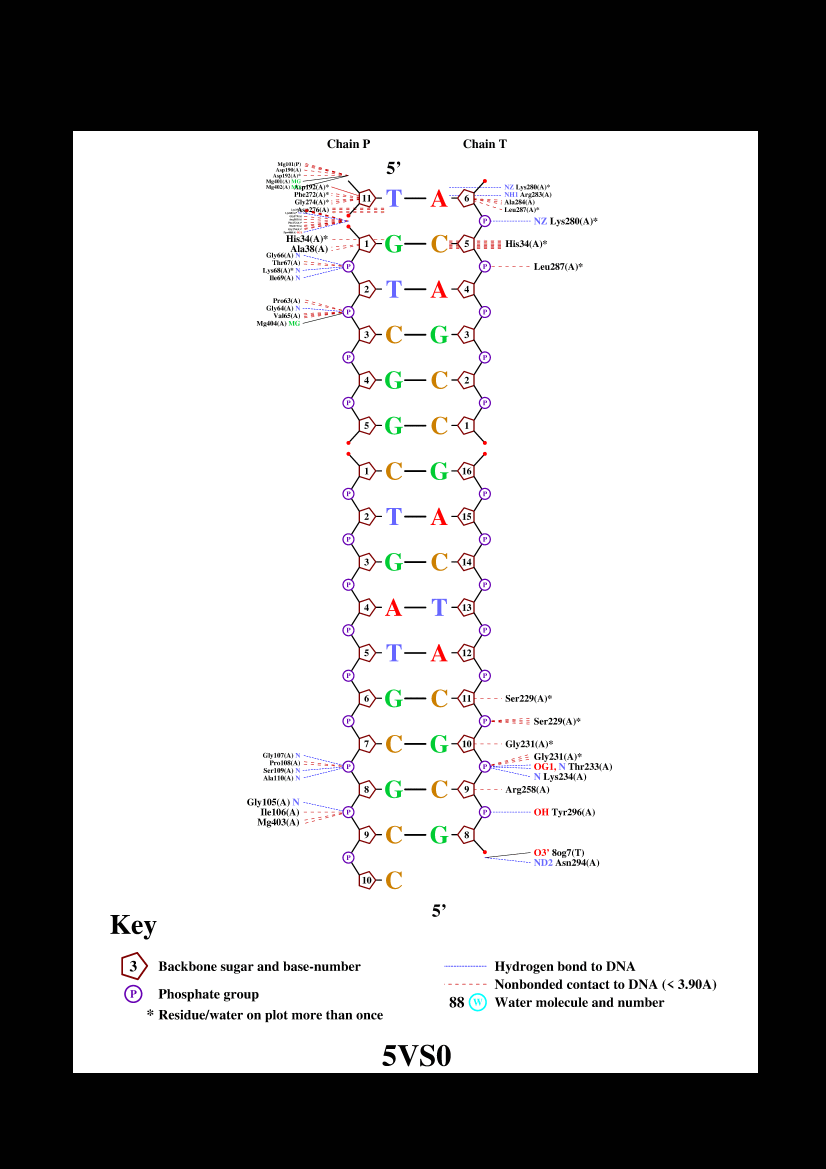 Chain P Chain T
5'
Mg101(P)
Asp190(A)
Asp192(A)*
Mg401(A) MG
Mg402(A) Asp192(A)*
Phe272(A)*
Gly274(A)*
Asn276(A)
11 T A 6
NZ Lys280(A)*
NH1 Arg283(A)
Ala284(A)
Leu287(A)*
P NZ Lys280(A)*
His34(A)*
Ala38(A)
1 G C 5 His34(A)*
Gly66(A) N
Thr67(A)
Lys68(A)* N
Ile69(A) N
P P Leu287(A)*
2 T A 4
Pro63(A)
Gly64(A) N
Val65(A)
Mg404(A) MG
P P
3 C G 3
P P
4 G C 2
P P
5 G C 1
1 C G 16
P P
2 T A 15
P P
3 G C 14
P P
4 A T 13
P P
5 T A 12
P P
6 G C 11 Ser229(A)*
P P Ser229(A)*
7 C G 10 Gly231(A)*
Gly107(A) N
Pro108(A)
Ser109(A) N
Ala110(A) N
P P
Gly231(A)*
OG1, N Thr233(A)
N Lys234(A)
8 G C 9 Arg258(A)
Gly105(A) N
Ile106(A)
Mg403(A)
P P OH Tyr296(A)
9 C G 8
P
O3' 8og7(T)
ND2 Asn294(A)
10 C
5'
Key
3 Backbone sugar and base-number
P Phosphate group
* Residue/water on plot more than once
Hydrogen bond to DNA
Nonbonded contact to DNA (< 3.90A)
88 W Water molecule and number
5VS0